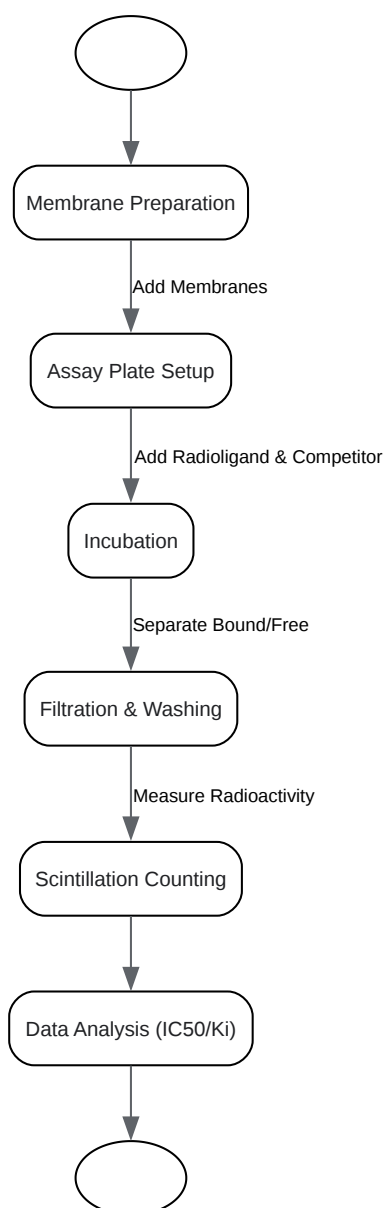 Membrane Preparation
Add Membranes
Assay Plate Setup
Add Radioligand & Competitor
Incubation
Separate Bound/Free
Filtration & Washing
Measure Radioactivity
Scintillation Counting
Data Analysis (IC50/Ki)